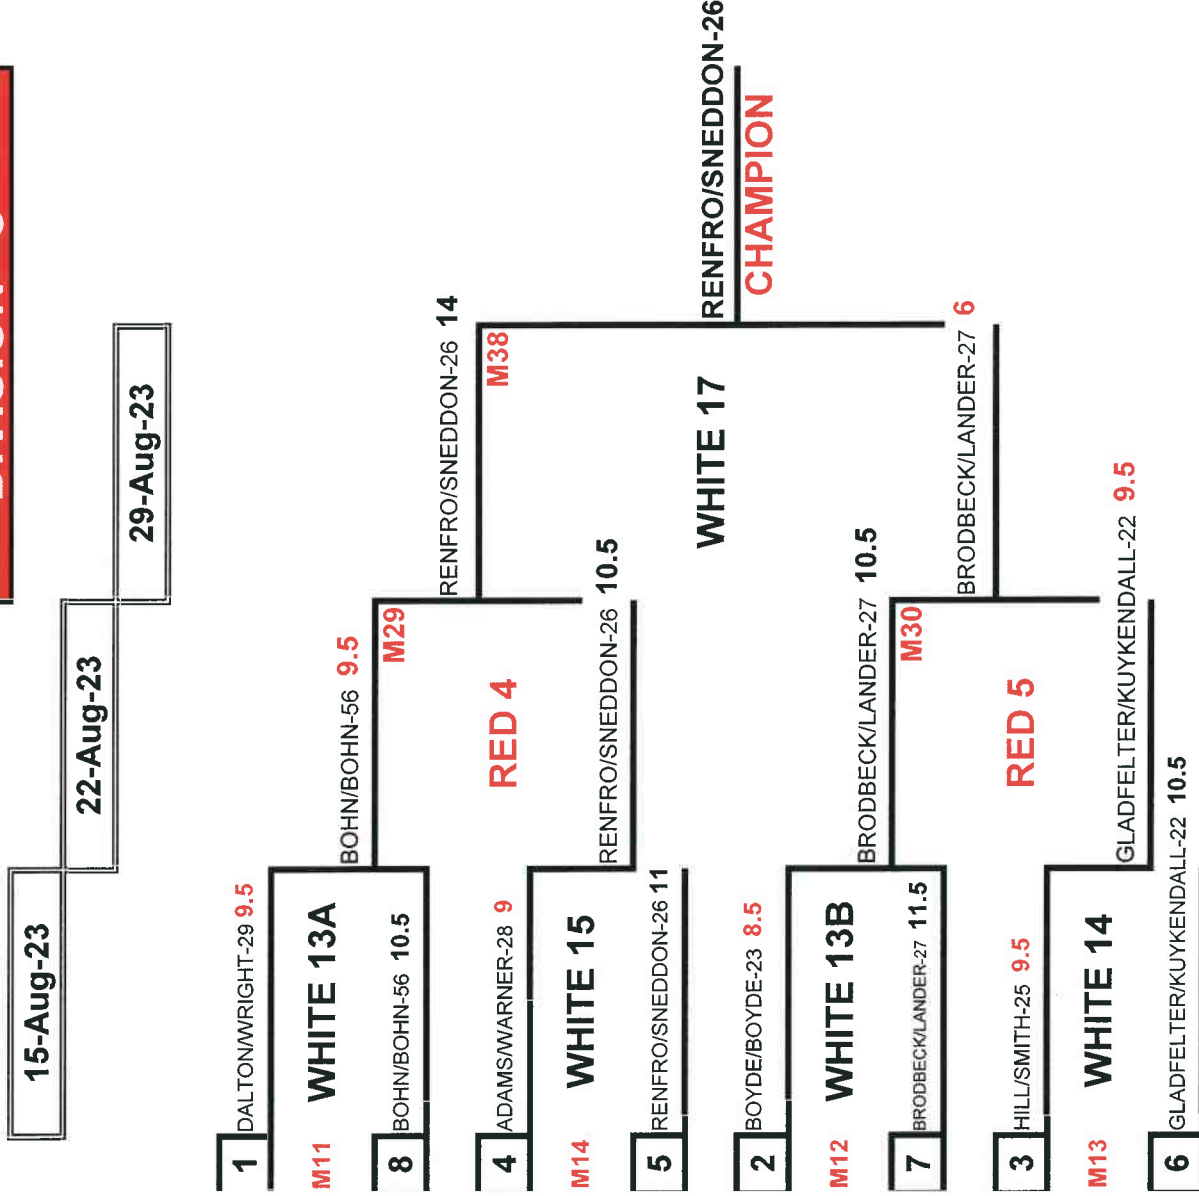 15-Aug-23
22-Aug-23
29-Aug-23
1
DALTON/WRIGHT-29 9.5
M11
WHITE 13A
8
BOHN/BOHN-56 10.5
BOHN/BOHN-56 9.5
M29
RED 4
4
ADAMS/WARNER-28 9
M14
WHITE 15
5
RENFRO/SNEDDON-26 11
RENFRO/SNEDDON-26 10.5
RENFRO/SNEDDON-26 14
M38
WHITE 17
RENFRO/SNEDDON-26
CHAMPION
2
BOYDE/BOYDE-23 8.5
M12
WHITE 13B
7
BRODBECK/LANDER-27 11.5
BRODBECK/LANDER-27 10.5
M30
RED 5
BRODBECK/LANDER-27 6
3
HILL/SMITH-25 9.5
M13
WHITE 14
6
GLADFELTER/KUYKENDALL-22 10.5
GLADFELTER/KUYKENDALL-22 9.5